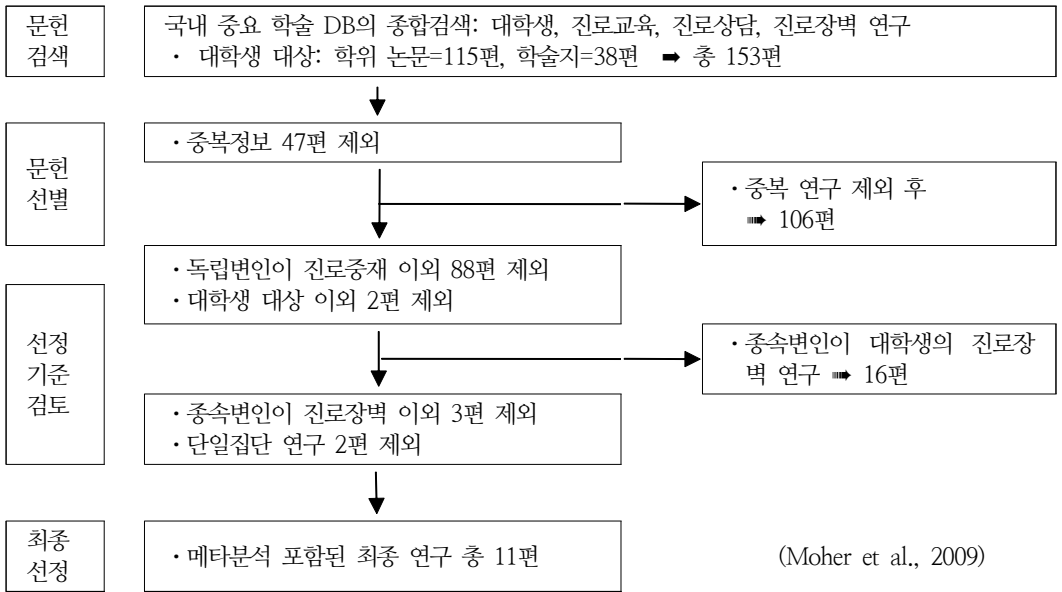 문헌
검색
국내 중요 학술 DB의 종합검색: 대학생, 진로교육, 진로상담, 진로장벽 연구
· 대학생 대상: 학위 논문=115편, 학술지=38편 ➡ 총 153편
문헌
선별
·중복정보 47편 제외
·중복 연구 제외 후
➠ 106편
선정
기준
검토
·독립변인이 진로중재 이외 88편 제외
·대학생 대상 이외 2편 제외
·종속변인이 대학생의 진로장
벽 연구 ➠ 16편
·종속변인이 진로장벽 이외 3편 제외
·단일집단 연구 2편 제외
최종
선정
·메타분석 포함된 최종 연구 총 11편
(Moher et al., 2009)